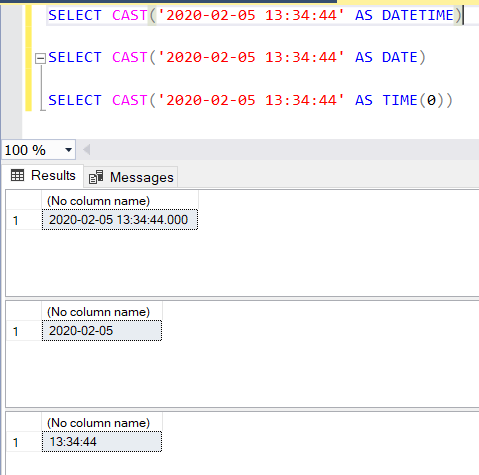 SELECT CAST('2020-02-05 13:34:44' AS DATETIME)
SELECT CAST('2020-02-05 13:34:44' AS DATE)
SELECT CAST('2020-02-05 13:34:44' AS TIME(0))
100 %
Results Messages
(No column name)
1 2020-02-05 13:34:44.000
(No column name)
1 2020-02-05
(No column name)
1 13:34:44